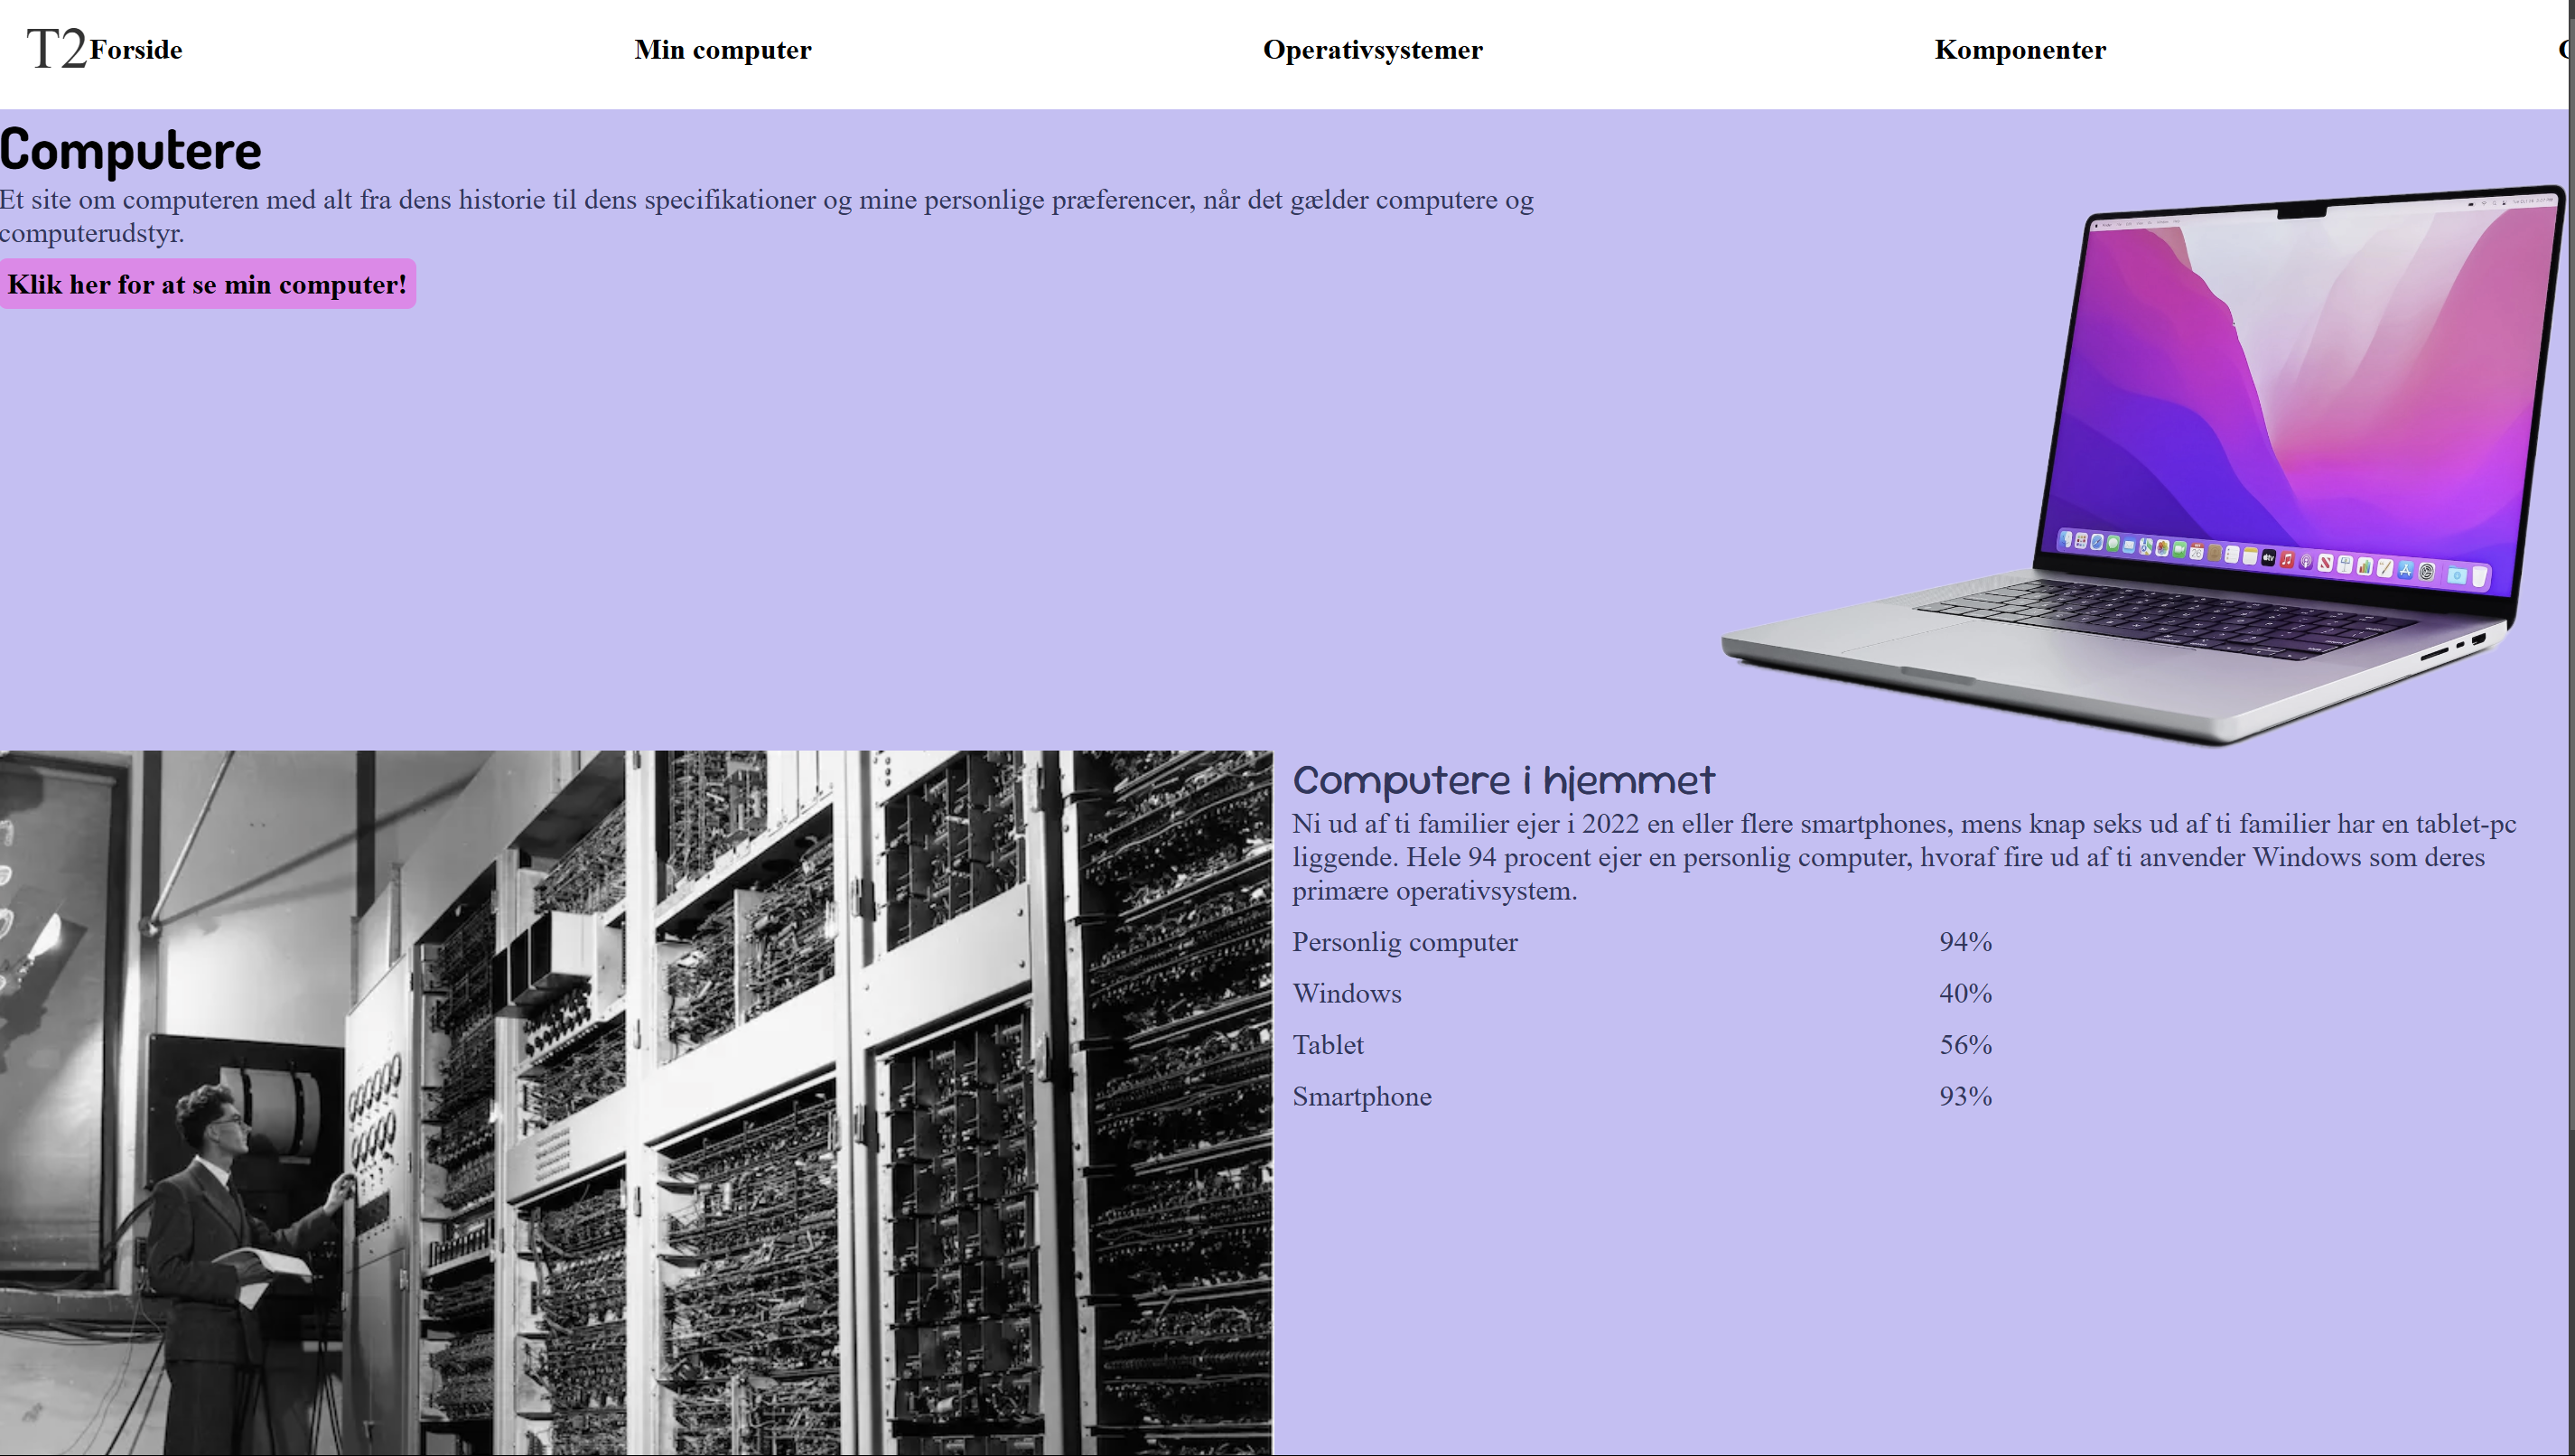 T2 Forside Min computer Operativsystemer Komponenter
Computere
Et site om computeren med alt fra dens historie til dens specifikationer og mine personlige præferencer, når det gælder computere og
computerudstyr.
Klik her for at se min computer!
Computere i hjemmet
Ni ud af ti familier ejer i 2022 en eller flere smartphones, mens knap seks ud af ti familier har en tablet-pc
liggende. Hele 94 procent ejer en personlig computer, hvoraf fire ud af ti anvender Windows som deres
primære operativsystem.
Personlig computer 94%
Windows 40%
Tablet 56%
Smartphone 93%